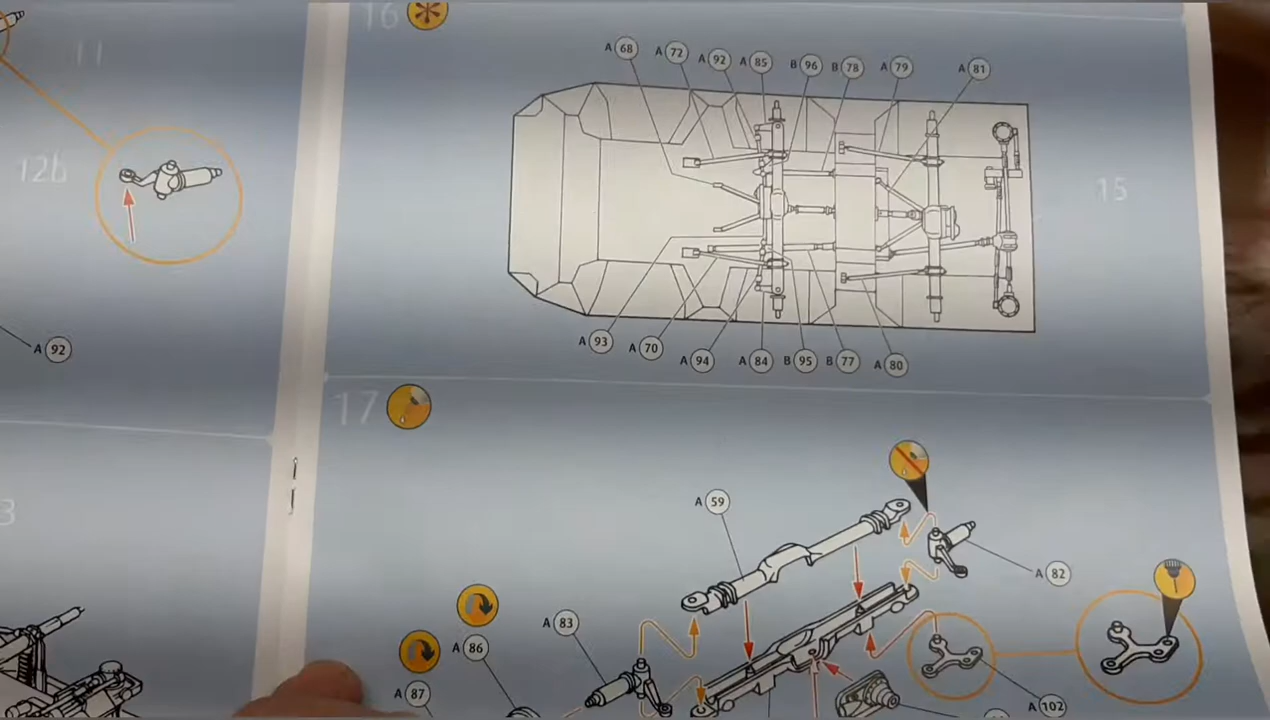 11
12b
A 92
3
16
A 68 A 72 A 92 A 85 B 96 B 78 A 79 A 81
15
A 93 A 70 A 94 A 84 B 95 B 77 A 80
17
A 59
A 82
A 83
A 86
A 87
A 102